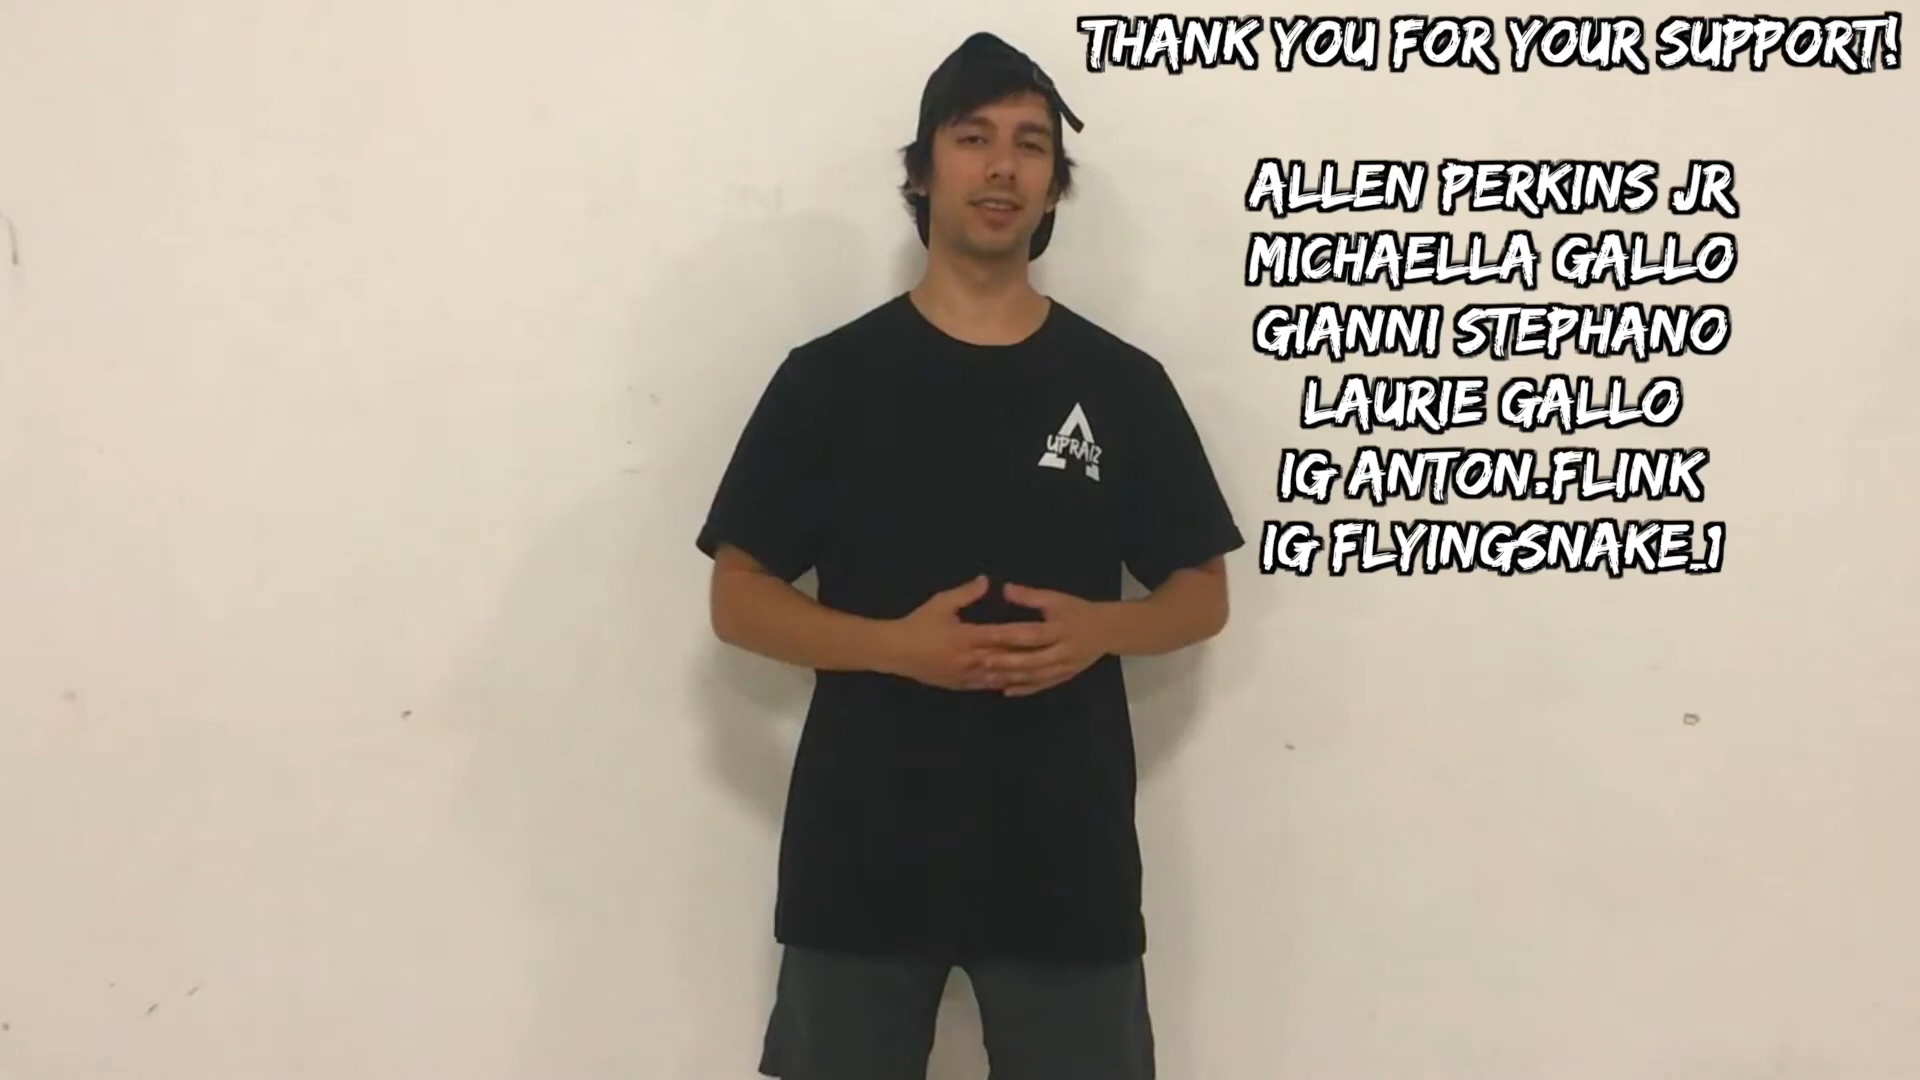 THANK YOU FOR YOUR SUPPORT!
ALLEN PERKINS JR
MICHAELLA GALLO
GIANNI STEPHANO
LAURIE GALLO
IG ANTON.FLINK
IG FLYINGSNAKE_1
UPRAIZ